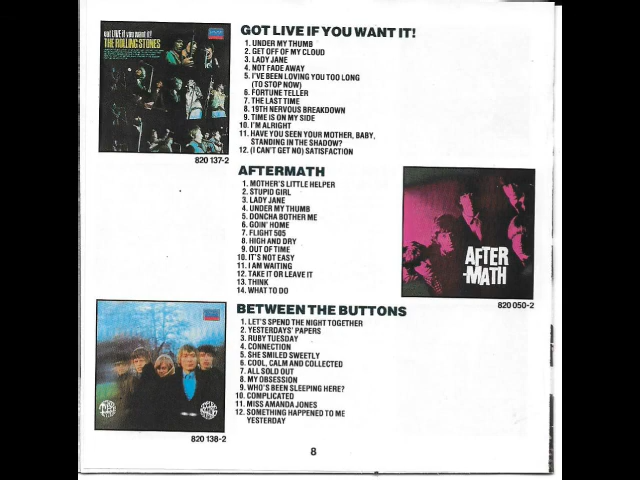 got LIVE if you want it!
THE ROLLING STONES
820 137-2
GOT LIVE IF YOU WANT IT!
1. UNDER MY THUMB
2. GET OFF OF MY CLOUD
3. LADY JANE
4. NOT FADE AWAY
5. I'VE BEEN LOVING YOU TOO LONG
(TO STOP NOW)
6. FORTUNE TELLER
7. THE LAST TIME
8. 19TH NERVOUS BREAKDOWN
9. TIME IS ON MY SIDE
10. I'M ALRIGHT
11. HAVE YOU SEEN YOUR MOTHER, BABY,
STANDING IN THE SHADOW?
12. (I CAN'T GET NO) SATISFACTION
AFTERMATH
1. MOTHER'S LITTLE HELPER
2. STUPID GIRL
3. LADY JANE
4. UNDER MY THUMB
5. DONCHA BOTHER ME
6. GOIN' HOME
7. FLIGHT 505
8. HIGH AND DRY
9. OUT OF TIME
10. IT'S NOT EASY
11. I AM WAITING
12. TAKE IT OR LEAVE IT
13. THINK
14. WHAT TO DO
AFTER
-MATH
820 050-2
BETWEEN THE BUTTONS
1. LET'S SPEND THE NIGHT TOGETHER
2. YESTERDAYS' PAPERS
3. RUBY TUESDAY
4. CONNECTION
5. SHE SMILED SWEETLY
6. COOL, CALM AND COLLECTED
7. ALL SOLD OUT
8. MY OBSESSION
9. WHO'S BEEN SLEEPING HERE?
10. COMPLICATED
11. MISS AMANDA JONES
12. SOMETHING HAPPENED TO ME
YESTERDAY
820 138-2
8